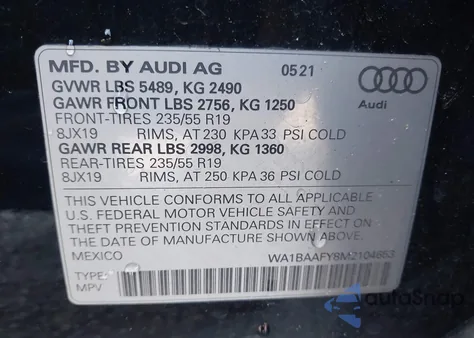 MFD. BY AUDI AG 05 21
GVWR LBS 5489, KG 2490
GAWR FRONT LBS 2756, KG 1250
FRONT-TIRES 235/55 R19
8JX19 RIMS, AT 230 KPA 33 PSI COLD
GAWR REAR LBS 2998, KG 1360
REAR-TIRES 235/55 R19
8JX19 RIMS, AT 250 KPA 36 PSI COLD
Audi
THIS VEHICLE CONFORMS TO ALL APPLICABLE
U.S. FEDERAL MOTOR VEHICLE SAFETY AND
THEFT PREVENTION STANDARDS IN EFFECT ON
THE DATE OF MANUFACTURE SHOWN ABOVE.
MEXICO WA1BAAFY8M2104653
TYPE:
MPV
autoSnap